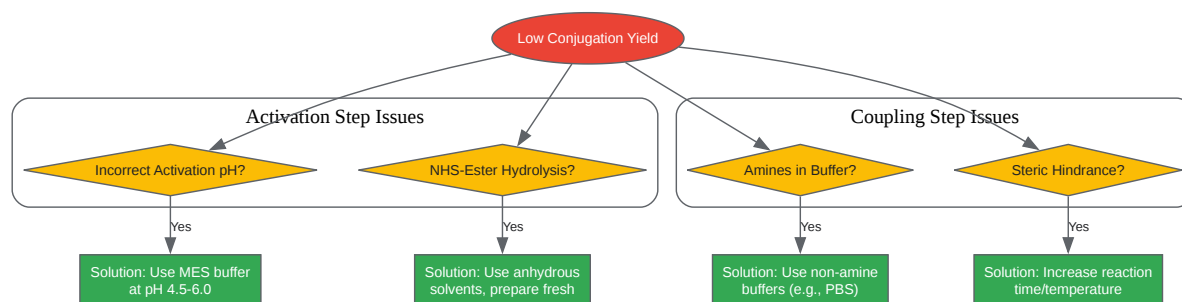 Low Conjugation Yield
Activation Step Issues
Coupling Step Issues
Incorrect Activation pH?
NHS-Ester Hydrolysis?
Amines in Buffer?
Steric Hindrance?
Yes
Yes
Yes
Yes
Solution: Use MES buffer
at pH 4.5-6.0
Solution: Use anhydrous
solvents, prepare fresh
Solution: Use non-amine
buffers (e.g., PBS)
Solution: Increase reaction
time/temperature